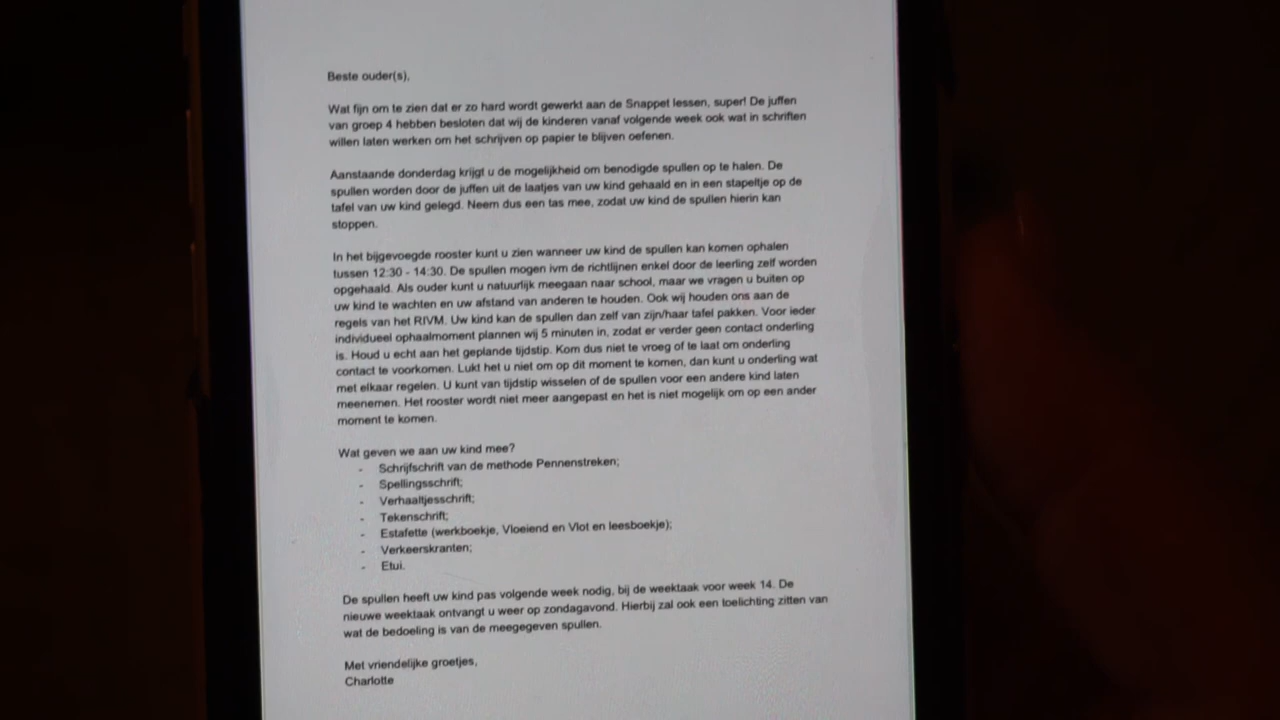 Beste ouder(s),
Wat fijn om te zien dat er zo hard wordt gewerkt aan de Snappet lessen, super! De juffen
van groep 4 hebben besloten dat wij de kinderen vanaf volgende week ook wat in schriften
willen laten werken om het schrijven op papier te blijven oefenen.
Aanstaande donderdag krijgt u de mogelijkheid om benodigde spullen op te halen. De
spullen worden door de juffen uit de laatjes van uw kind gehaald en in een stapeltje op de
tafel van uw kind gelegd. Neem dus een tas mee, zodat uw kind de spullen hierin kan
stoppen.
In het bijgevoegde rooster kunt u zien wanneer uw kind de spullen kan komen ophalen
tussen 12:30 - 14:30. De spullen mogen ivm de richtlijnen enkel door de leerling zelf worden
opgehaald. Als ouder kunt u natuurlijk meegaan naar school, maar we vragen u buiten op
uw kind te wachten en uw afstand van anderen te houden. Ook wij houden ons aan de
regels van het RIVM. Uw kind kan de spullen dan zelf van zijn/haar tafel pakken. Voor ieder
individueel ophaalmoment plannen wij 5 minuten in, zodat er verder geen contact onderling
is. Houd u echt aan het geplande tijdstip. Kom dus niet te vroeg of te laat om onderling
contact te voorkomen. Lukt het u niet om op dit moment te komen, dan kunt u onderling wat
met elkaar regelen. U kunt van tijdstip wisselen of de spullen voor een andere kind laten
meenemen. Het rooster wordt niet meer aangepast en het is niet mogelijk om op een ander
moment te komen.
Wat geven we aan uw kind mee?
- Schrijfschrift van de methode Pennenstreken;
- Spellingsschrift;
- Verhaaltjesschrift;
- Tekenschrift;
- Estafette (werkboekje, Vloeiend en Vlot en leesboekje);
- Verkeerskranten;
- Etui.
De spullen heeft uw kind pas volgende week nodig, bij de weektaak voor week 14. De
nieuwe weektaak ontvangt u weer op zondagavond. Hierbij zal ook een toelichting zitten van
wat de bedoeling is van de meegegeven spullen.
Met vriendelijke groetjes,
Charlotte